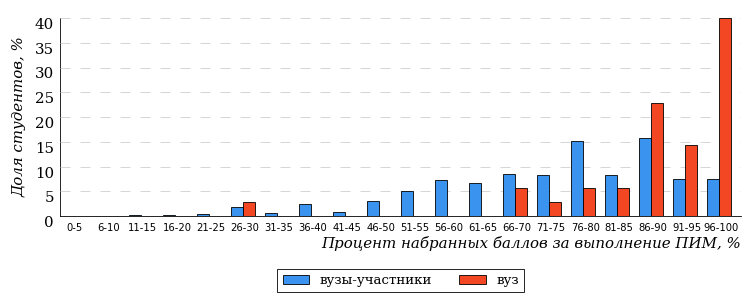 Доля студентов, %
40
35
30
25
20
15
10
5
0
0-5 6-10 11-15 16-20 21-25 26-30 31-35 36-40 41-45 46-50 51-55 56-60 61-65 66-70 71-75 76-80 81-85 86-90 91-95 96-100
Процент набранных баллов за выполнение ПИМ, %
вузы-участники вуз